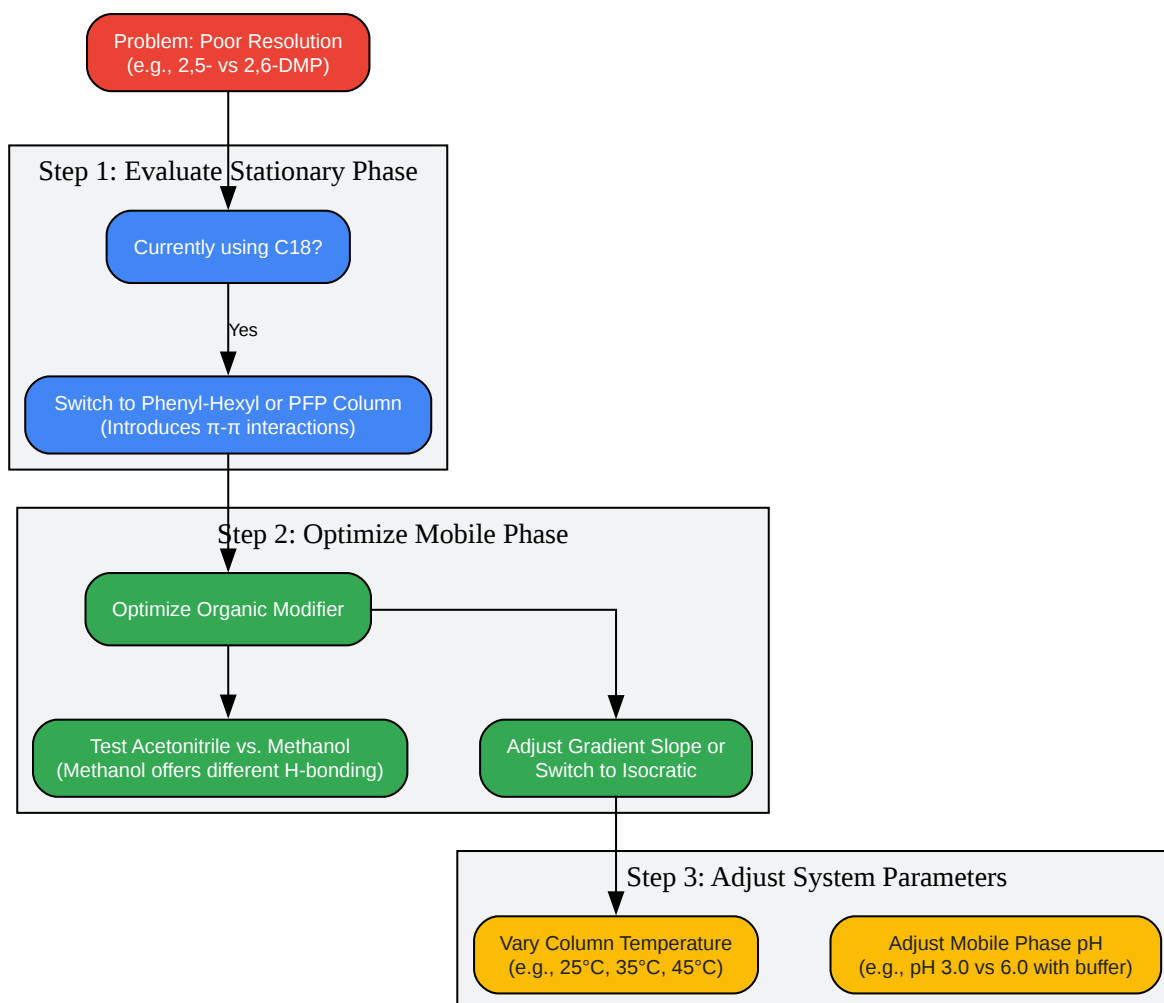 Problem: Poor Resolution
(e.g., 2,5- vs 2,6-DMP)
Step 1: Evaluate Stationary Phase
Currently using C18?
Yes
Switch to Phenyl-Hexyl or PFP Column
(Introduces π-π interactions)
Step 2: Optimize Mobile Phase
Optimize Organic Modifier
Test Acetonitrile vs. Methanol
(Methanol offers different H-bonding)
Adjust Gradient Slope or
Switch to Isocratic
Step 3: Adjust System Parameters
Vary Column Temperature
(e.g., 25°C, 35°C, 45°C)
Adjust Mobile Phase pH
(e.g., pH 3.0 vs 6.0 with buffer)